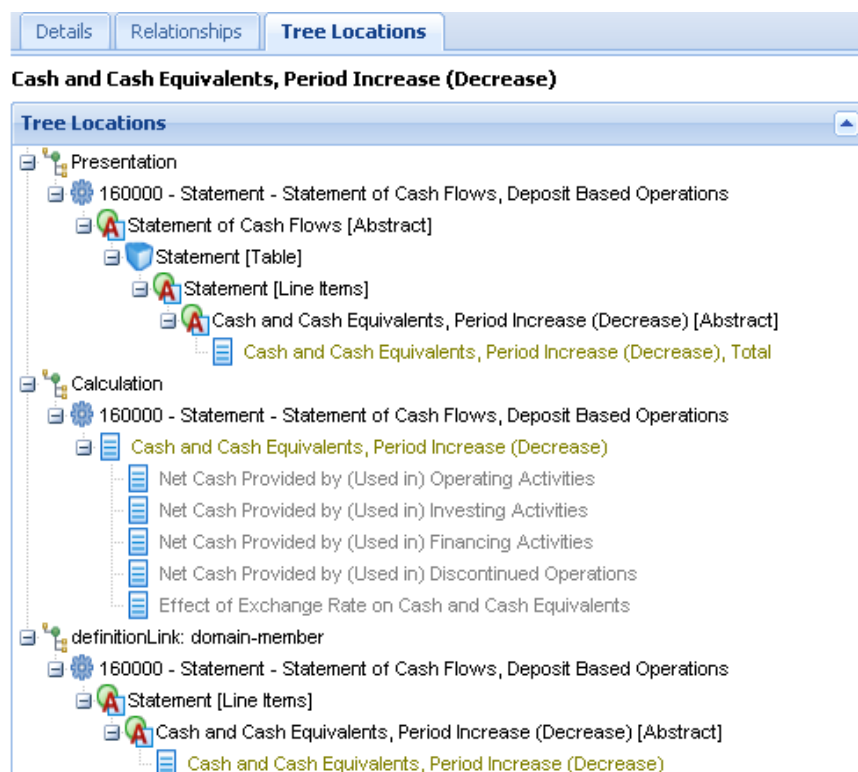 Details Relationships Tree Locations
Cash and Cash Equivalents, Period Increase (Decrease)
Tree Locations
Presentation
160000 - Statement - Statement of Cash Flows, Deposit Based Operations
Statement of Cash Flows [Abstract]
Statement [Table]
Statement [Line Items]
Cash and Cash Equivalents, Period Increase (Decrease) [Abstract]
Cash and Cash Equivalents, Period Increase (Decrease), Total
Calculation
160000 - Statement - Statement of Cash Flows, Deposit Based Operations
Cash and Cash Equivalents, Period Increase (Decrease)
Net Cash Provided by (Used in) Operating Activities
Net Cash Provided by (Used in) Investing Activities
Net Cash Provided by (Used in) Financing Activities
Net Cash Provided by (Used in) Discontinued Operations
Effect of Exchange Rate on Cash and Cash Equivalents
definitionLink: domain-member
160000 - Statement - Statement of Cash Flows, Deposit Based Operations
Statement [Line Items]
Cash and Cash Equivalents, Period Increase (Decrease) [Abstract]
Cash and Cash Equivalents, Period Increase (Decrease)